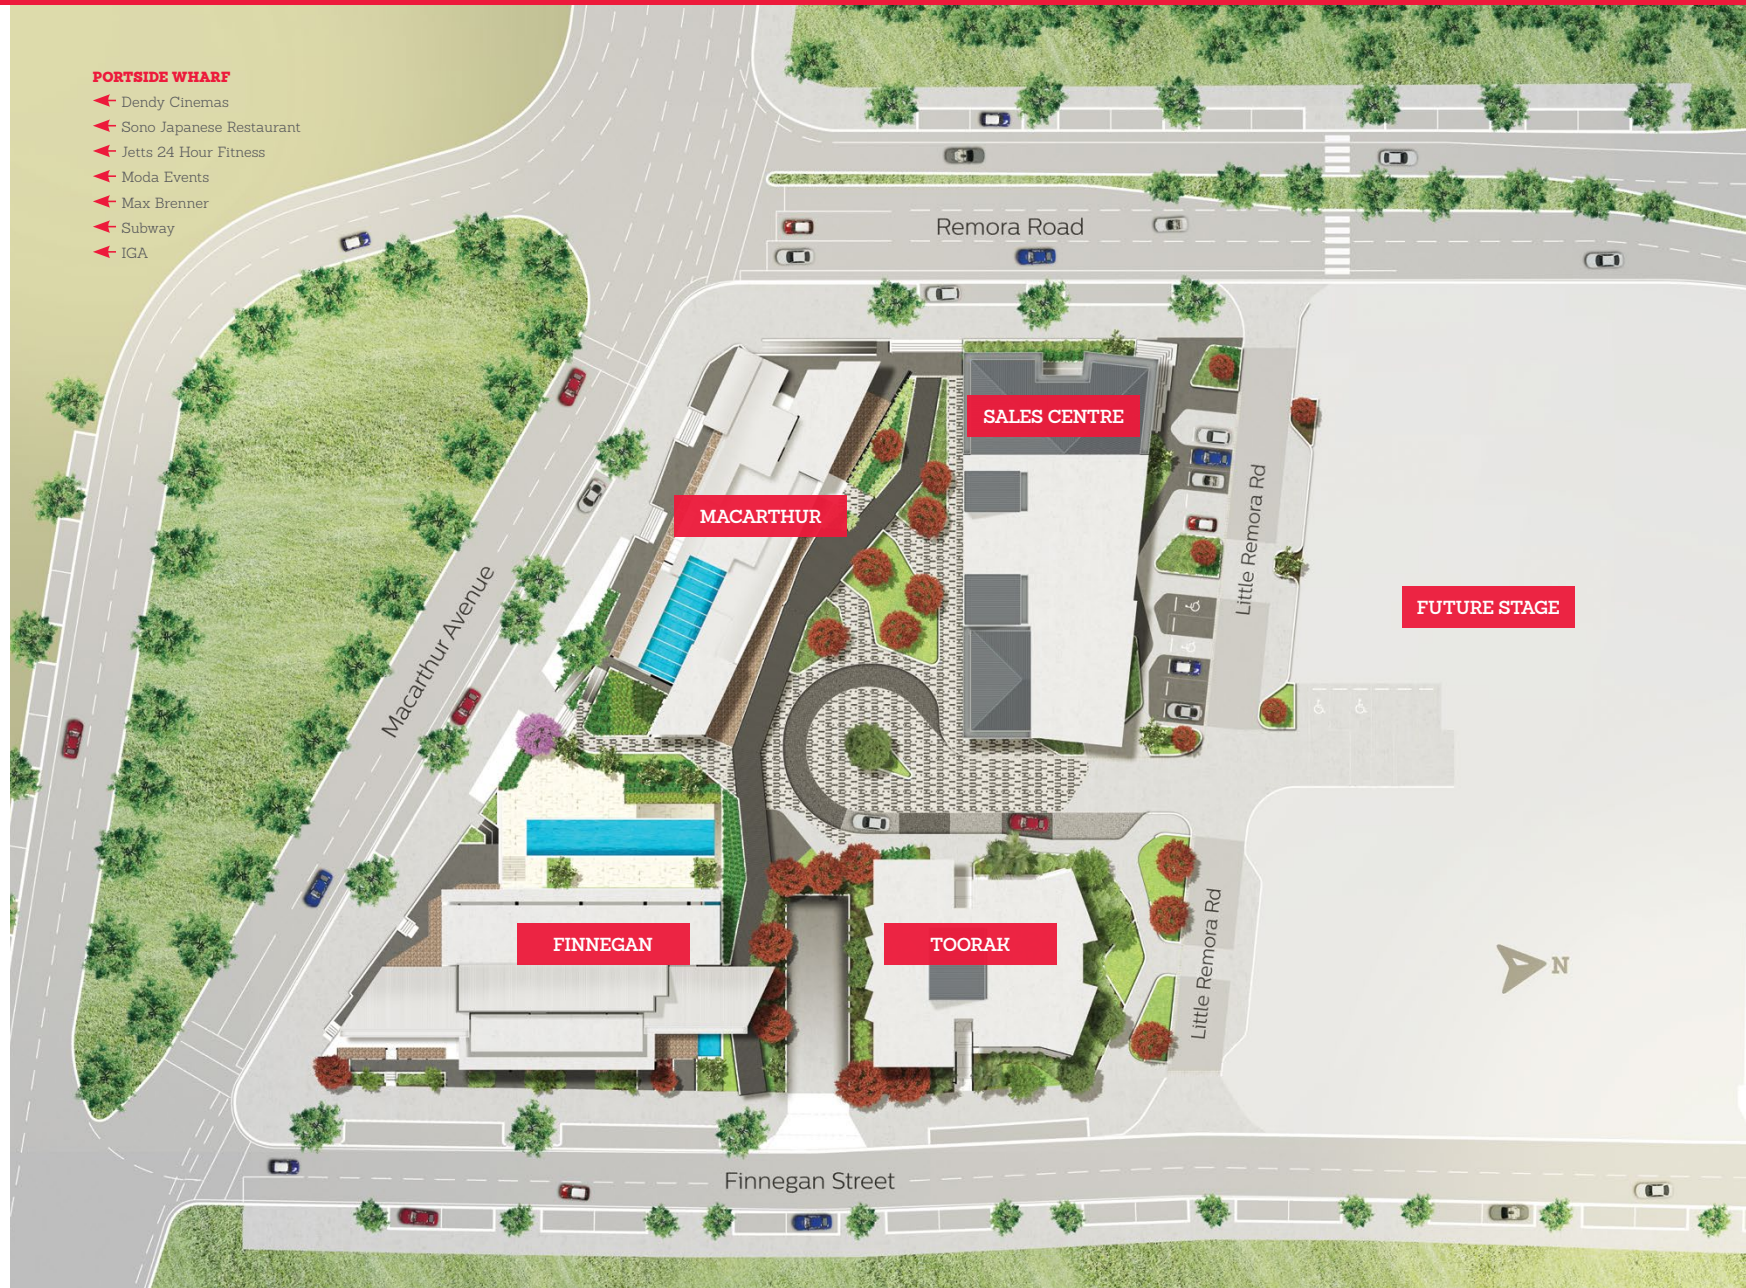 PORTSIDE WHARF
Dendy Cinemas
Sono Japanese Restaurant
Jetts 24 Hour Fitness
Moda Events
Max Brenner
Subway
IGA
Remora Road
SALES CENTRE
MACARTHUR
Little Remora Rd
Macarthur Avenue
FUTURE STAGE
FINNEGAN
TOORAK
Little Remora Rd
N
Finnegan Street